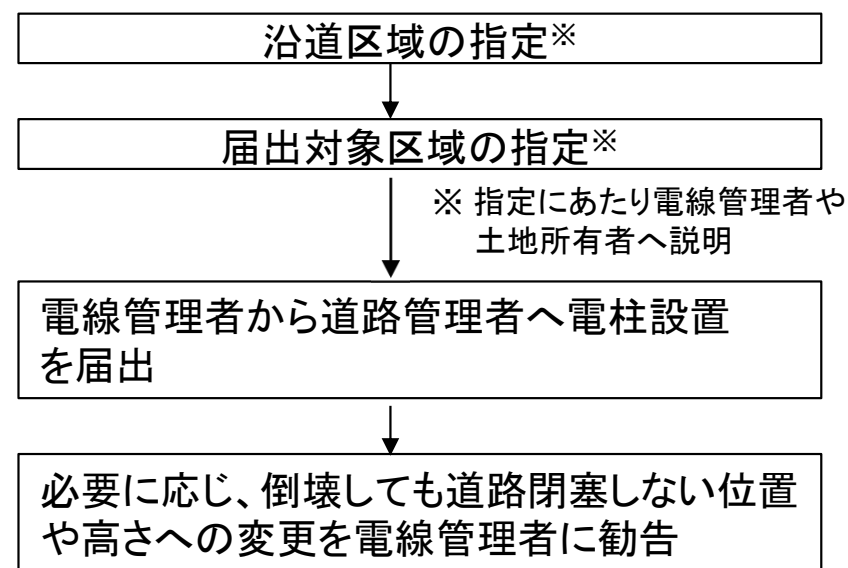 沿道区域の指定※
届出対象区域の指定※
※ 指定にあたり電線管理者や
土地所有者へ説明
電線管理者から道路管理者へ電柱設置
を届出
必要に応じ、倒壊しても道路閉塞しない位置
や高さへの変更を電線管理者に勧告